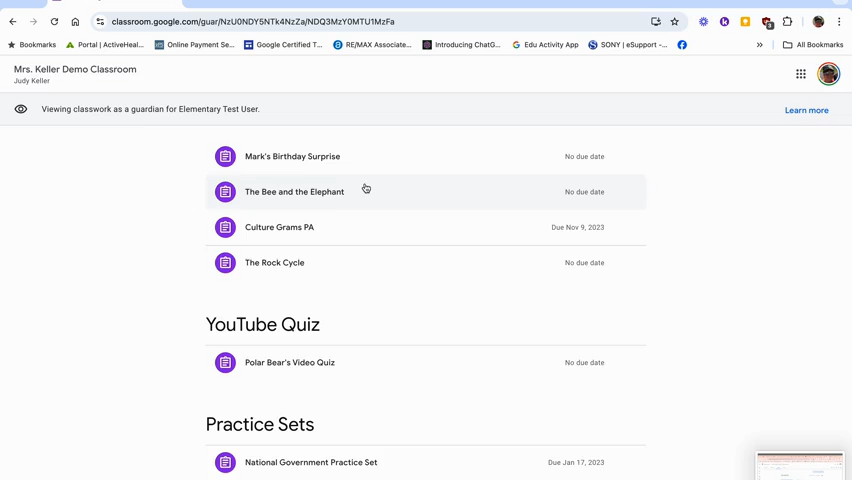 classroom.google.com/guar/NzU0NDY5NTk4NzZa/NDQ3MzY0MTU1MzFa
Bookmarks
Portal | ActiveHeal...
Online Payment Se...
Google Certified T...
RE/MAX Associate...
Introducing ChatG...
Edu Activity App
SONY | eSupport -...
»
All Bookmarks
Mrs. Keller Demo Classroom
Judy Keller
Viewing classwork as a guardian for Elementary Test User.
Learn more
Mark's Birthday Surprise No due date
The Bee and the Elephant No due date
Culture Grams PA Due Nov 9, 2023
The Rock Cycle No due date
YouTube Quiz
Polar Bear's Video Quiz No due date
Practice Sets
National Government Practice Set Due Jan 17, 2023